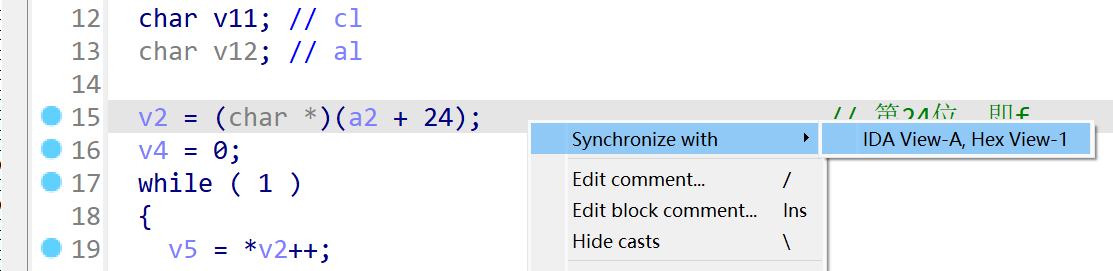 12 char v11; // cl
13 char v12; // al
14
15 v2 = (char *)(a2 + 24); // 第24位，即f
Synchronize with
IDA View-A, Hex View-1
16 v4 = 0;
17 while ( 1 )
Edit comment... /
18 {
Edit block comment... Ins
19 v5 = *v2++;
Hide casts \